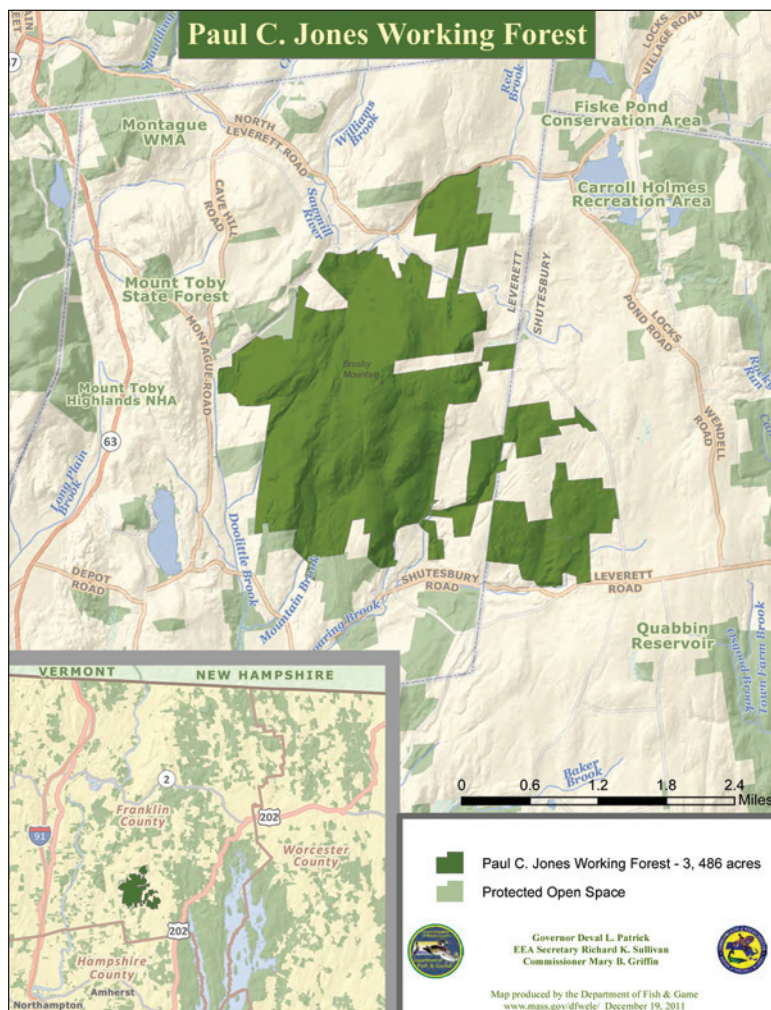 Paul C. Jones Working Forest
LOCKS
VILLAGE ROAD
Red
Brook
Fiske Pond
Conservation Area
Williams
Brook
NORTH
LEVERETT ROAD
Montague
WMA
CAVE HILL
ROAD
Sawmill
River
Carroll Holmes
Recreation Area
LEVERETT
SHUTESBURY
Mount Toby
State Forest
MONTAGUE
ROAD
LOCKS
POND ROAD
Brushy
Mountain
Rocky
Run
Mount Toby
Highlands NHA
63
WENDELL
ROAD
Long Plain
Brook
Doolittle Brook
Mountain Brook
DEPOT
ROAD
SHUTESBURY
ROAD
LEVERETT
ROAD
Roaring Brook
Quabbin
Reservoir
Osgood
Brook
Town Farm Brook
Baker
Brook
0 0.6 1.2 1.8 2.4
Miles
VERMONT
NEW HAMPSHIRE
2
Franklin
County
202
91
Worcester
County
202
Hampshire
County
Amherst
Northampton
Paul C. Jones Working Forest - 3, 486 acres
Protected Open Space
Governor Deval L. Patrick
EEA Secretary Richard K. Sullivan
Commissioner Mary B. Griffin
Map produced by the Department of Fish & Game
www.mass.gov/dfwele/ December 19, 2011